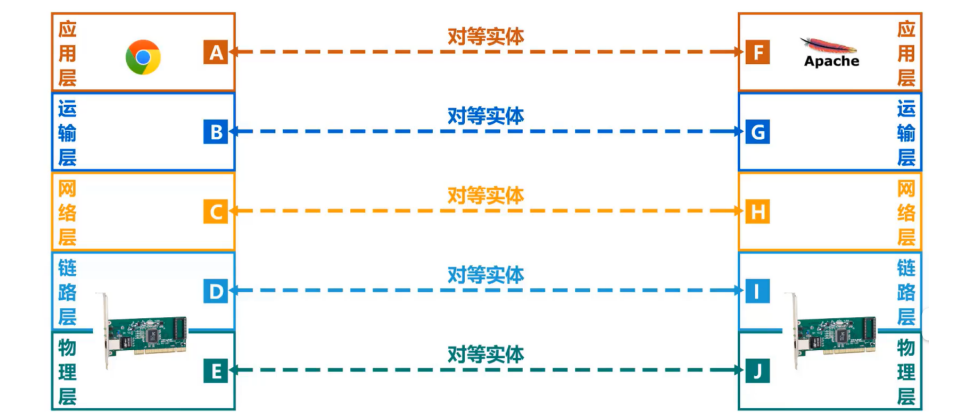 应用层 A 对等实体 F Apache 应用层
运输层 B 对等实体 G 运输层
网络层 C 对等实体 H 网络层
链路层 D 对等实体 I 链路层
物理层 E 对等实体 J 物理层